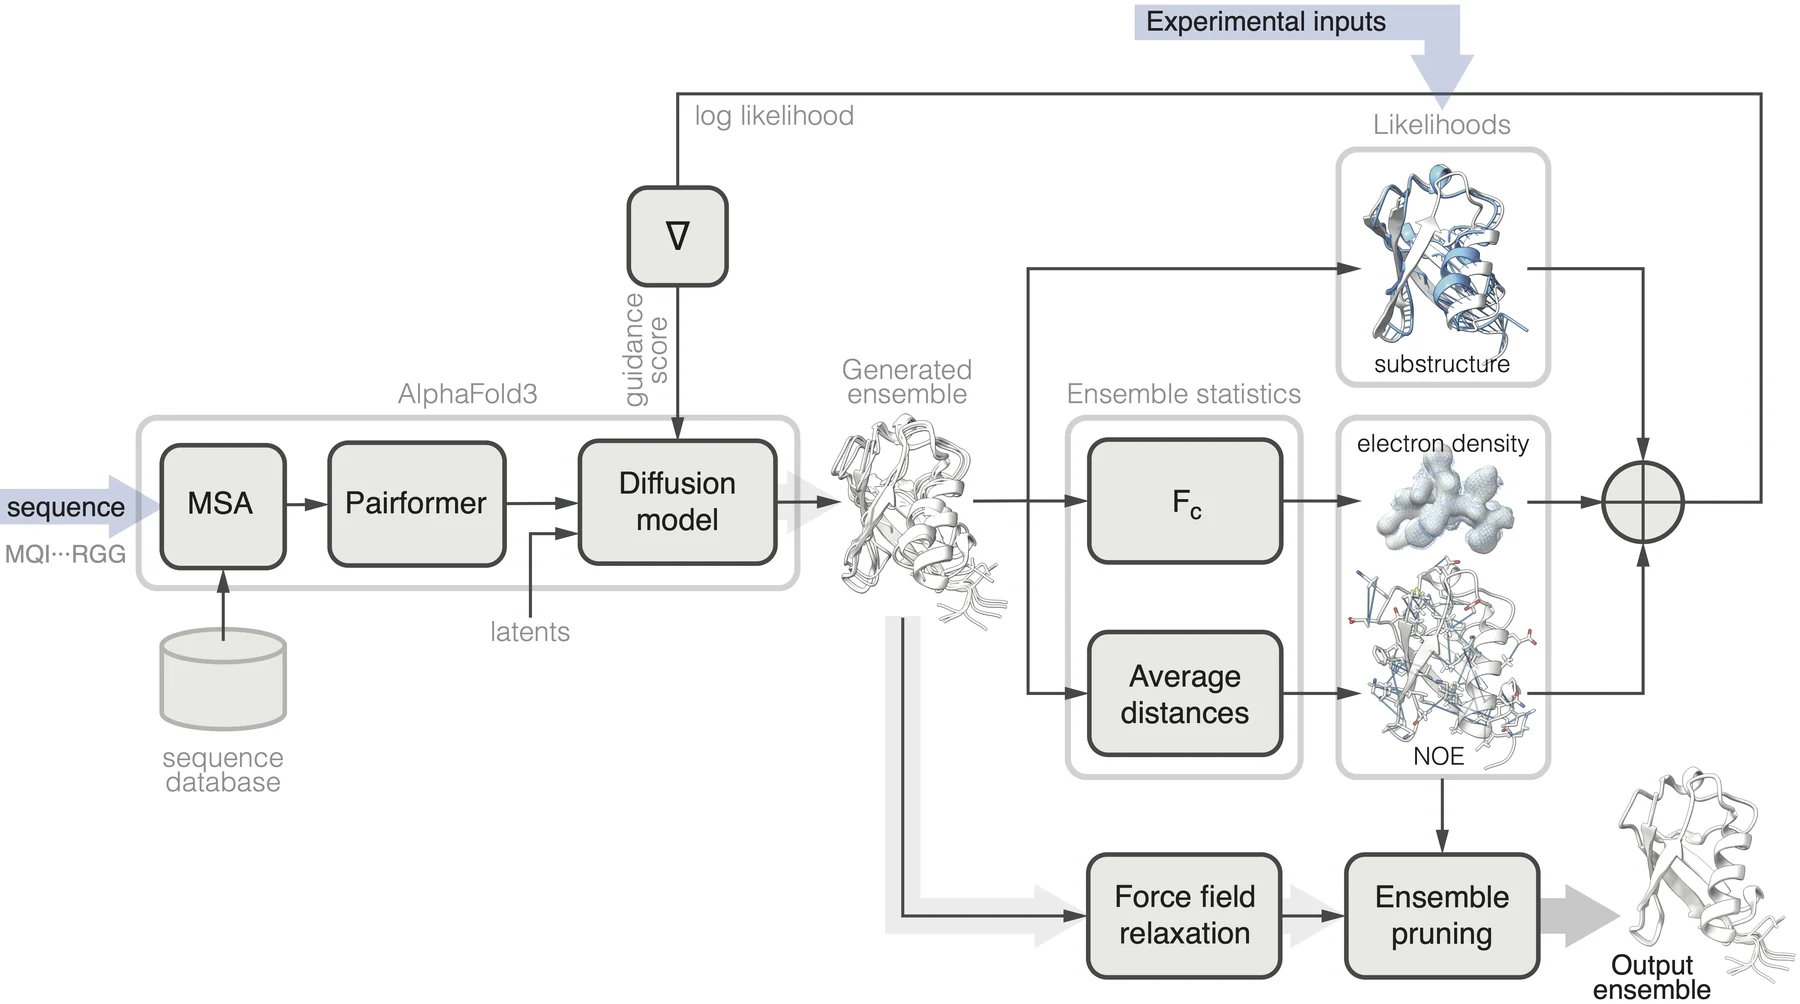 Experimental inputs
log likelihood
Likelihoods
∇
guidance
score
substructure
AlphaFold3
Generated
ensemble
Ensemble statistics
sequence
MQI···RGG
MSA
Pairformer
Diffusion
model
Fc
electron density
latents
Average
distances
NOE
sequence
database
Force field
relaxation
Ensemble
pruning
Output
ensemble